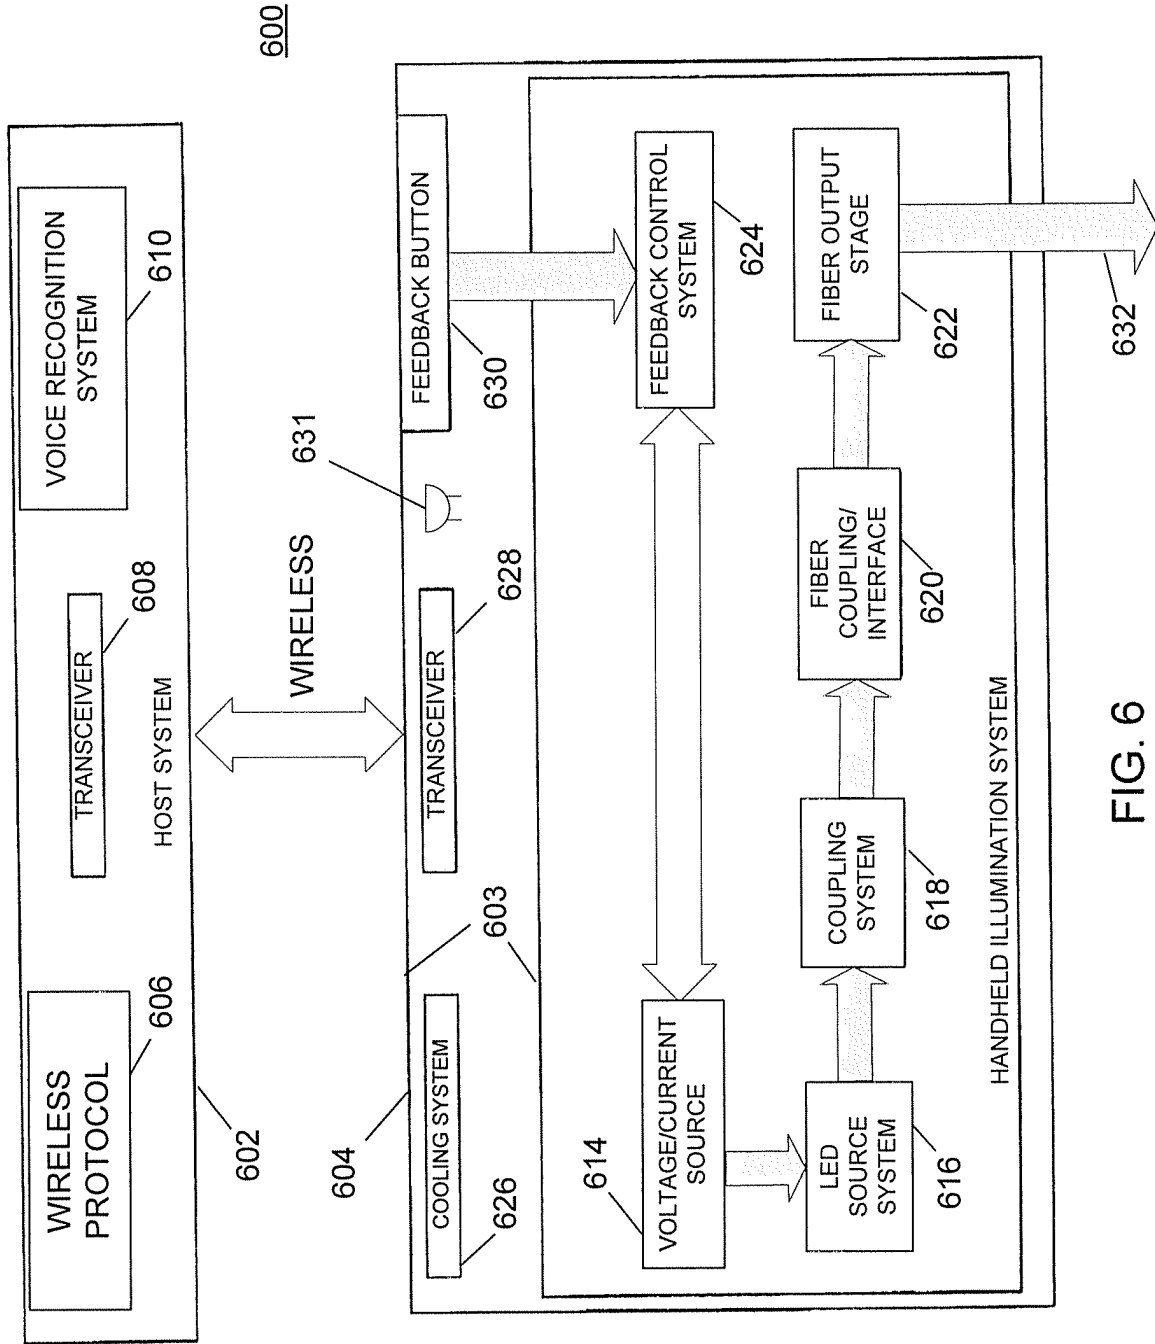 600
WIRELESS
PROTOCOL
606
TRANSCEIVER
608
VOICE RECOGNITION
SYSTEM
610
HOST SYSTEM
602
WIRELESS
604
603
631
COOLING SYSTEM
626
TRANSCEIVER
628
FEEDBACK BUTTON
630
614
VOLTAGE/CURRENT
SOURCE
FEEDBACK CONTROL
SYSTEM
624
LED
SOURCE
SYSTEM
616
COUPLING
SYSTEM
618
FIBER
COUPLING/
INTERFACE
620
FIBER OUTPUT
STAGE
622
HANDHELD ILLUMINATION SYSTEM
632
FIG. 6